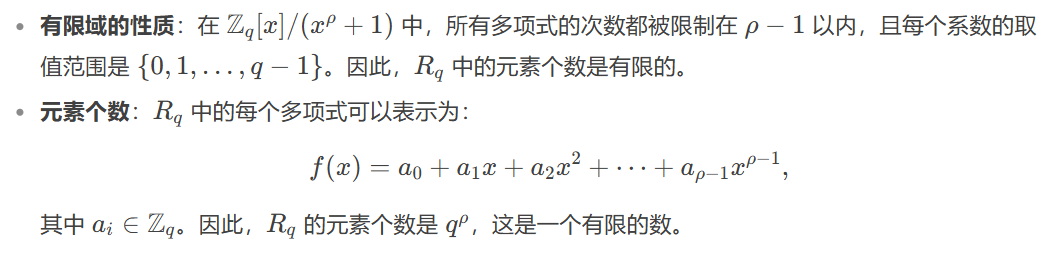 • 有限域的性质：在 $\mathbb{Z}_q[x]/(x^\rho + 1)$ 中，所有多项式的次数都被限制在 $\rho - 1$ 以内，且每个系数的取
值范围是 $\{0, 1, \ldots, q - 1\}$。因此，$R_q$ 中的元素个数是有限的。
• 元素个数：$R_q$ 中的每个多项式可以表示为：
$f(x) = a_0 + a_1x + a_2x^2 + \cdots + a_{\rho-1}x^{\rho-1},$
其中 $a_i \in \mathbb{Z}_q$。因此，$R_q$ 的元素个数是 $q^\rho$，这是一个有限的数。